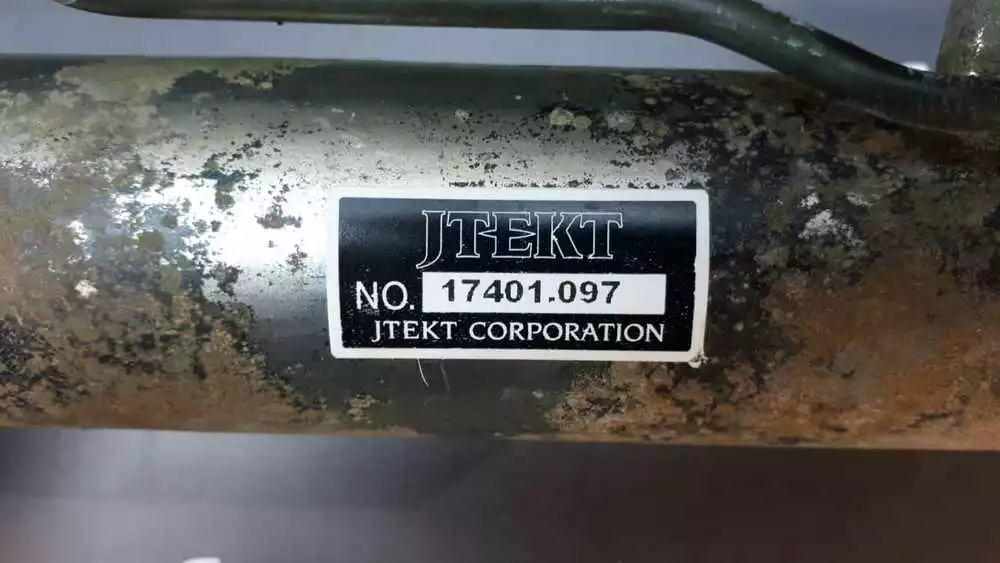 JTEKT
NO. 17401.097
JTEKT CORPORATION